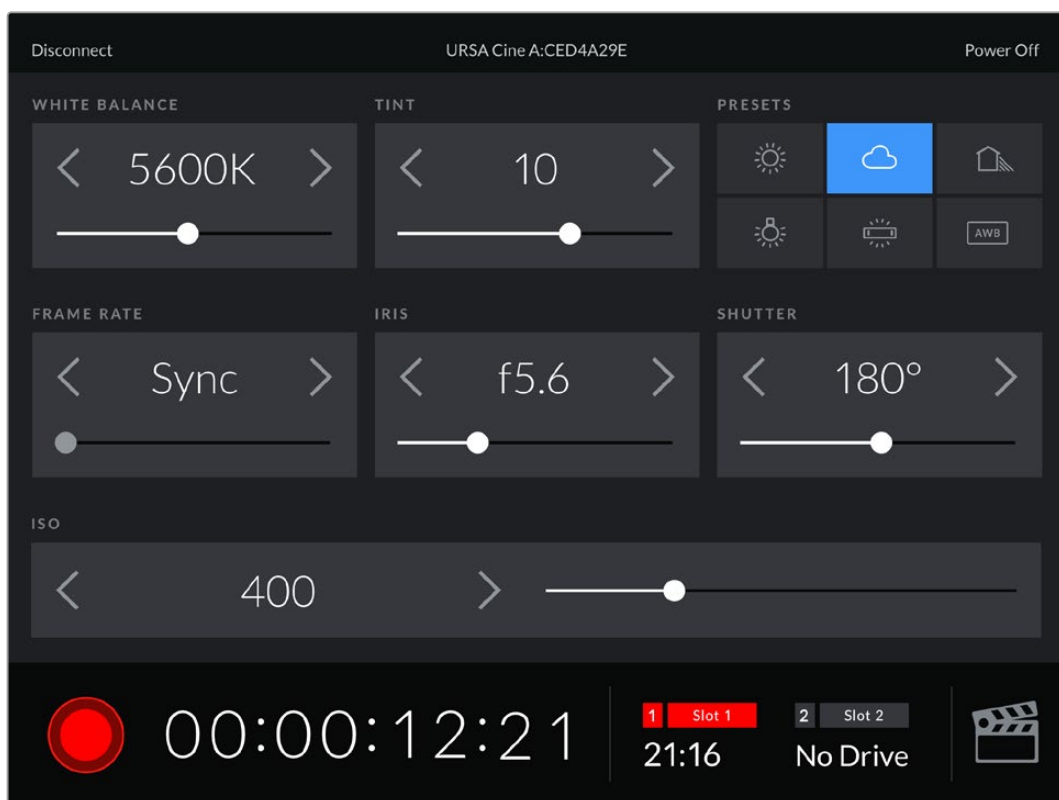 Disconnect URSA Cine A:CED4A29E Power Off
WHITE BALANCE TINT PRESETS
5600K 10
AWB
FRAME RATE IRIS SHUTTER
Sync f5.6 180°
ISO
400
00:00:12:21
1 Slot 1 2 Slot 2
21:16 No Drive